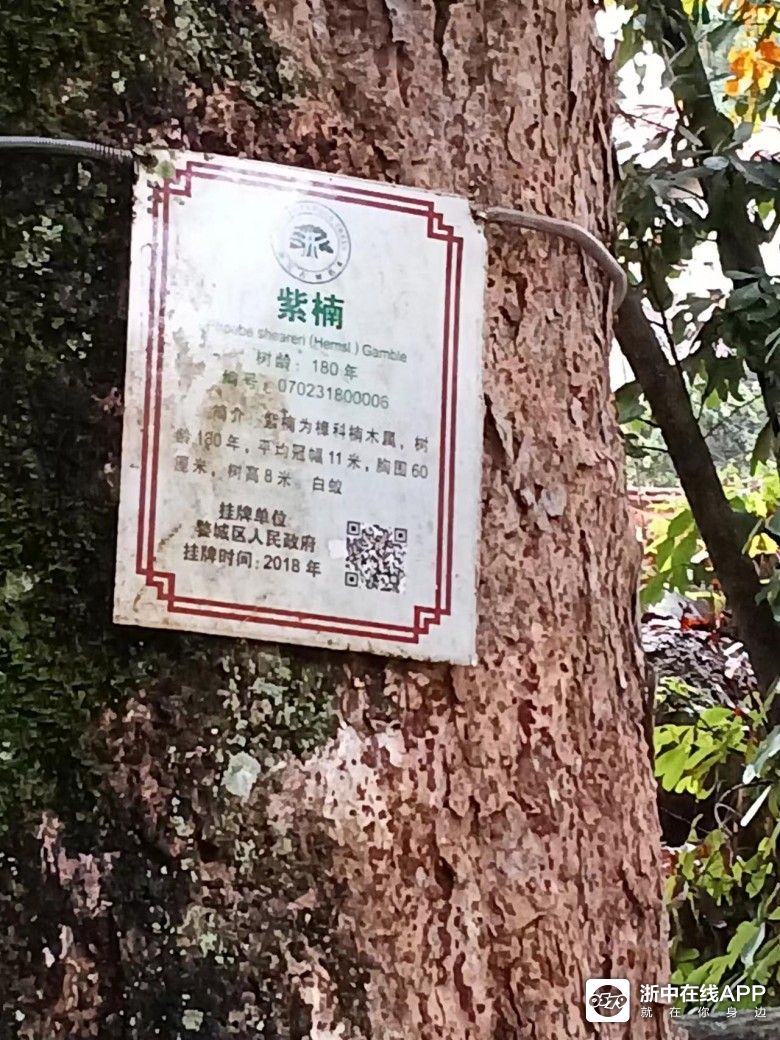 紫楠
Phoebe sheareri (Hemsl.) Gamble
树龄：180 年
编号：070231800006
简介 紫楠为樟科楠木属，树
龄 180 年，平均冠幅 11 米，胸围 60
厘米，树高 8 米 白蚁
挂牌单位
婺城区人民政府
挂牌时间：2018 年
浙中在线APP
就在你身边